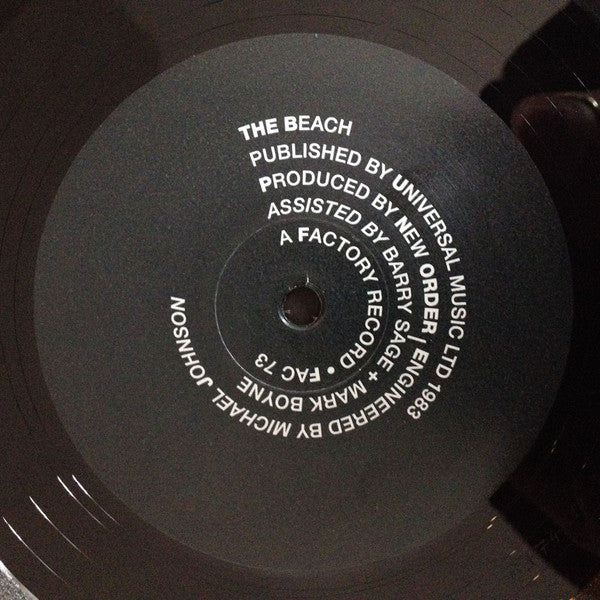 THE BEACH
PUBLISHED BY UNIVERSAL MUSIC LTD 1983
PRODUCED BY NEW ORDER | ENGINEERED BY MICHAEL JOHNSON
ASSISTED BY BARRY SAGE + MARK BOYNE
A FACTORY RECORD • FAC 73